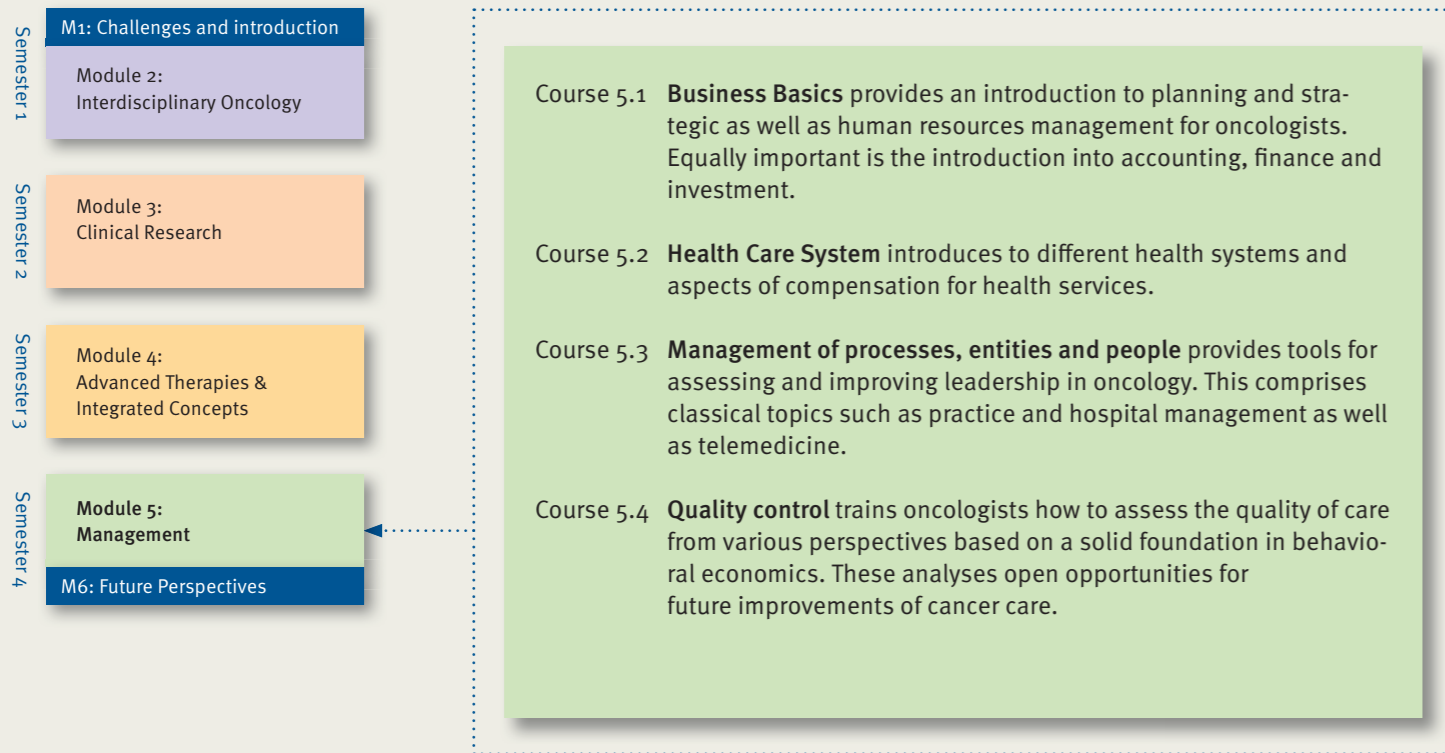 Semester 1
M1: Challenges and introduction
Module 2:
Interdisciplinary Oncology
Semester 2
Module 3:
Clinical Research
Semester 3
Module 4:
Advanced Therapies &
Integrated Concepts
Semester 4
Module 5:
Management
M6: Future Perspectives
Course 5.1 Business Basics provides an introduction to planning and stra-
tegic as well as human resources management for oncologists.
Equally important is the introduction into accounting, finance and
investment.
Course 5.2 Health Care System introduces to different health systems and
aspects of compensation for health services.
Course 5.3 Management of processes, entities and people provides tools for
assessing and improving leadership in oncology. This comprises
classical topics such as practice and hospital management as well
as telemedicine.
Course 5.4 Quality control trains oncologists how to assess the quality of care
from various perspectives based on a solid foundation in behavio-
ral economics. These analyses open opportunities for
future improvements of cancer care.